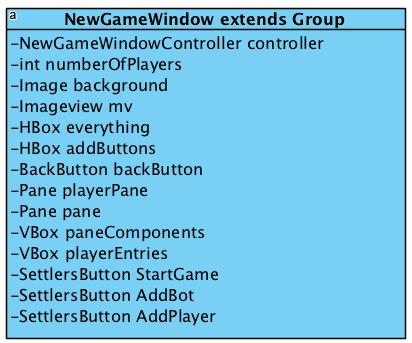 a
NewGameWindow extends Group
-NewGameWindowController controller
-int numberOfPlayers
-Image background
-Imageview mv
-HBox everything
-HBox addButtons
-BackButton backButton
-Pane playerPane
-Pane pane
-VBox paneComponents
-VBox playerEntries
-SettlersButton StartGame
-SettlersButton AddBot
-SettlersButton AddPlayer